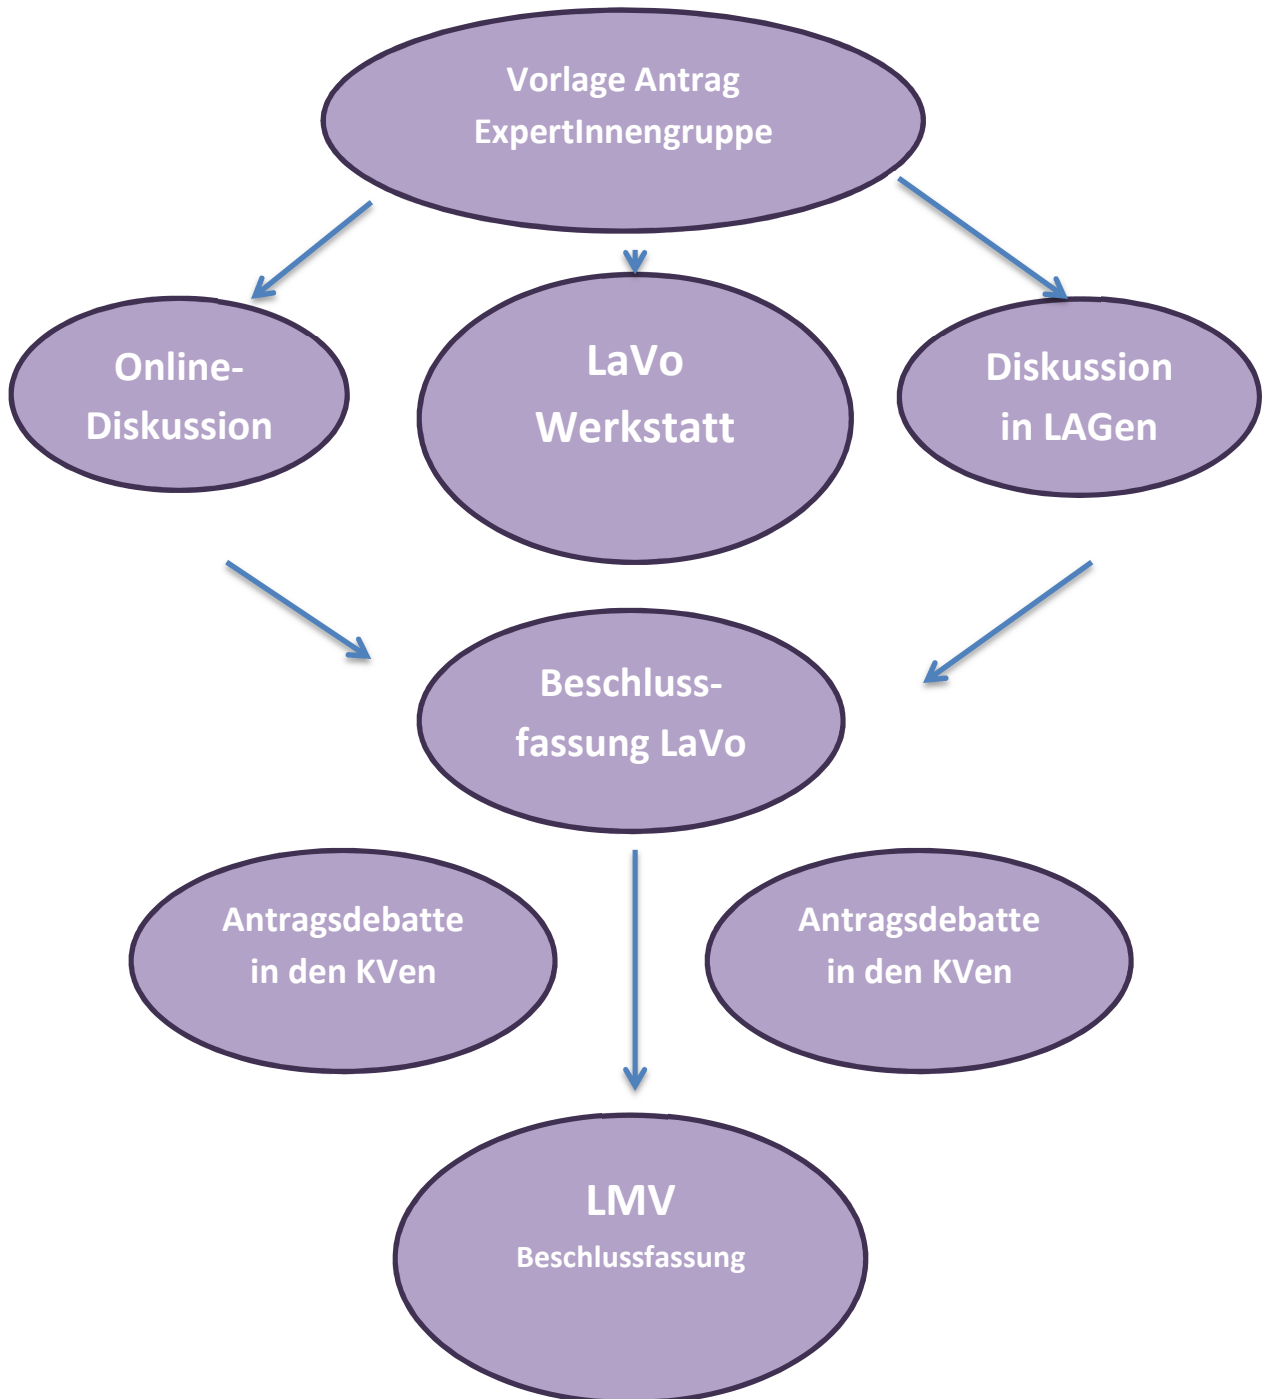 Vorlage Antrag
ExpertInnengruppe
Online-
Diskussion
LaVo
Werkstatt
Diskussion
in LAGen
Beschluss-
fassung LaVo
Antragsdebatte
in den KVen
Antragsdebatte
in den KVen
LMV
Beschlussfassung